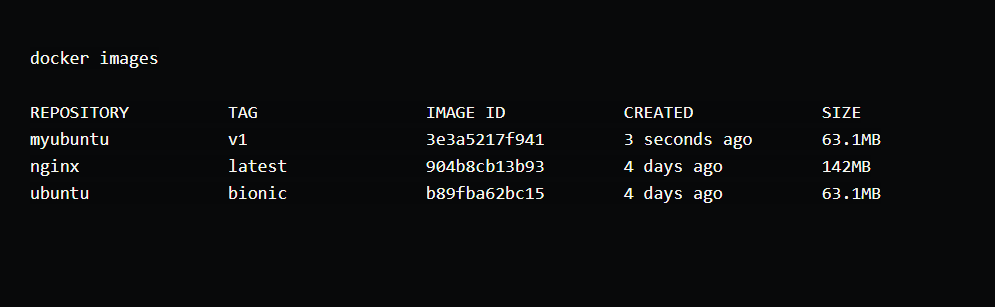 docker images
REPOSITORY TAG IMAGE ID CREATED SIZE
myubuntu v1 3e3a5217f941 3 seconds ago 63.1MB
nginx latest 904b8cb13b93 4 days ago 142MB
ubuntu bionic b89fba62bc15 4 days ago 63.1MB